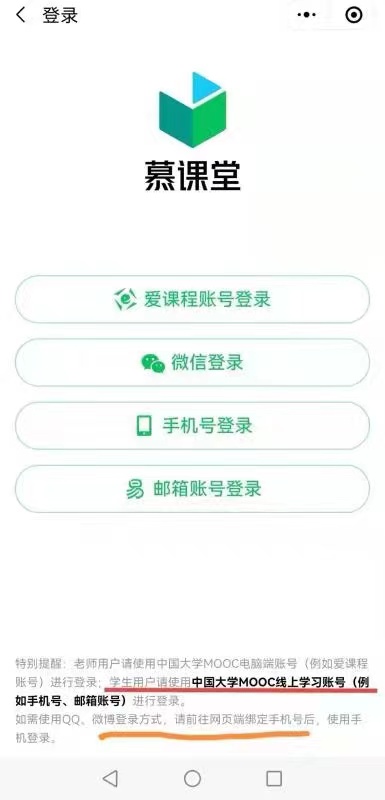 登录
慕课堂
爱课程账号登录
微信登录
手机号登录
邮箱账号登录
特别提醒：老师用户请使用中国大学MOOC电脑端账号（例如爱课程
账号）进行登录；学生用户请使用中国大学MOOC线上学习账号（例
如手机号、邮箱账号）进行登录。
如需使用QQ、微博登录方式，请前往网页端绑定手机号后，使用手
机登录。